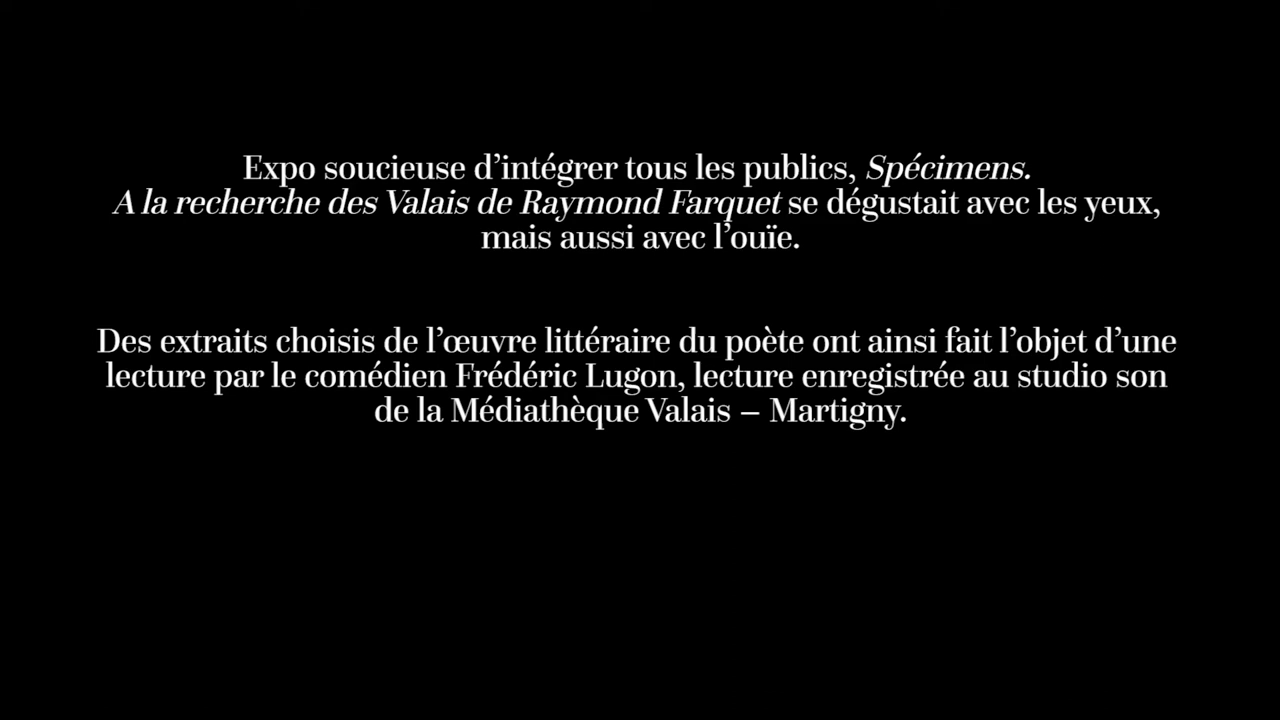 Expo soucieuse d’intégrer tous les publics, Spécimens.
A la recherche des Valais de Raymond Farquet se dégustait avec les yeux,
mais aussi avec l’ouïe.
Des extraits choisis de l’œuvre littéraire du poète ont ainsi fait l’objet d’une
lecture par le comédien Frédéric Lugon, lecture enregistrée au studio son
de la Médiathèque Valais – Martigny.